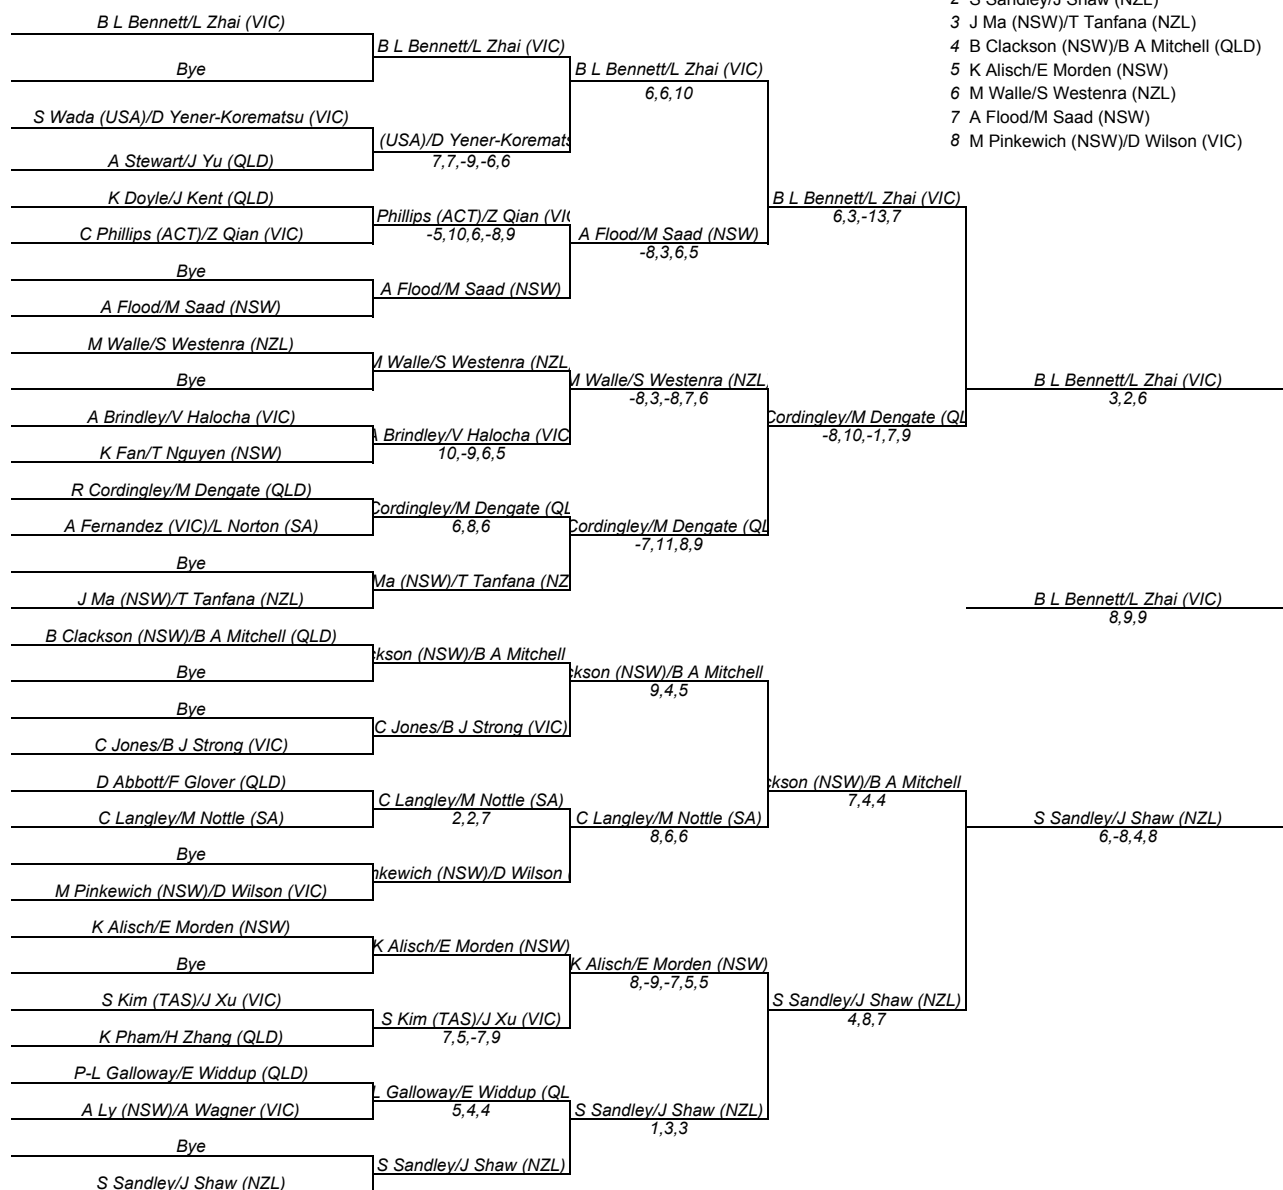 B L Bennett/L Zhai (VIC)
Bye
S Wada (USA)/D Yener-Korematsu (VIC)
A Stewart/J Yu (QLD)
K Doyle/J Kent (QLD)
C Phillips (ACT)/Z Qian (VIC)
Bye
A Flood/M Saad (NSW)
M Walle/S Westenra (NZL)
Bye
A Brindley/V Halocha (VIC)
K Fan/T Nguyen (NSW)
R Cordingley/M Dengate (QLD)
A Fernandez (VIC)/L Norton (SA)
Bye
J Ma (NSW)/T Tanfana (NZL)
B Clackson (NSW)/B A Mitchell (QLD)
Bye
Bye
C Jones/B J Strong (VIC)
D Abbott/F Glover (QLD)
C Langley/M Nottle (SA)
Bye
M Pinkewich (NSW)/D Wilson (VIC)
K Alisch/E Morden (NSW)
Bye
S Kim (TAS)/J Xu (VIC)
K Pham/H Zhang (QLD)
P-L Galloway/E Widdup (QLD)
A Ly (NSW)/A Wagner (VIC)
Bye
S Sandley/J Shaw (NZL)
B L Bennett/L Zhai (VIC)
(USA)/D Yener-Koremats
7,7,-9,-6,6
Phillips (ACT)/Z Qian (VIC
-5,10,6,-8,9
A Flood/M Saad (NSW)
M Walle/S Westenra (NZL
A Brindley/V Halocha (VIC
10,-9,6,5
Cordingley/M Dengate (QL
6,8,6
Ma (NSW)/T Tanfana (NZ
ckson (NSW)/B A Mitchell
C Jones/B J Strong (VIC)
C Langley/M Nottle (SA)
2,2,7
nkewich (NSW)/D Wilson (
K Alisch/E Morden (NSW)
S Kim (TAS)/J Xu (VIC)
7,5,-7,9
L Galloway/E Widdup (QL
5,4,4
S Sandley/J Shaw (NZL)
B L Bennett/L Zhai (VIC)
6,6,10
A Flood/M Saad (NSW)
-8,3,6,5
M Walle/S Westenra (NZL
-8,3,-8,7,6
Cordingley/M Dengate (QL
-7,11,8,9
ckson (NSW)/B A Mitchell
9,4,5
C Langley/M Nottle (SA)
8,6,6
K Alisch/E Morden (NSW)
8,-9,-7,5,5
S Sandley/J Shaw (NZL)
1,3,3
B L Bennett/L Zhai (VIC)
6,3,-13,7
Cordingley/M Dengate (QL
-8,10,-1,7,9
ckson (NSW)/B A Mitchell
7,4,4
S Sandley/J Shaw (NZL)
4,8,7
2 S Sandley/J Shaw (NZL)
3 J Ma (NSW)/T Tanfana (NZL)
4 B Clackson (NSW)/B A Mitchell (QLD)
5 K Alisch/E Morden (NSW)
6 M Walle/S Westenra (NZL)
7 A Flood/M Saad (NSW)
8 M Pinkewich (NSW)/D Wilson (VIC)
B L Bennett/L Zhai (VIC)
3,2,6
B L Bennett/L Zhai (VIC)
8,9,9
S Sandley/J Shaw (NZL)
6,-8,4,8